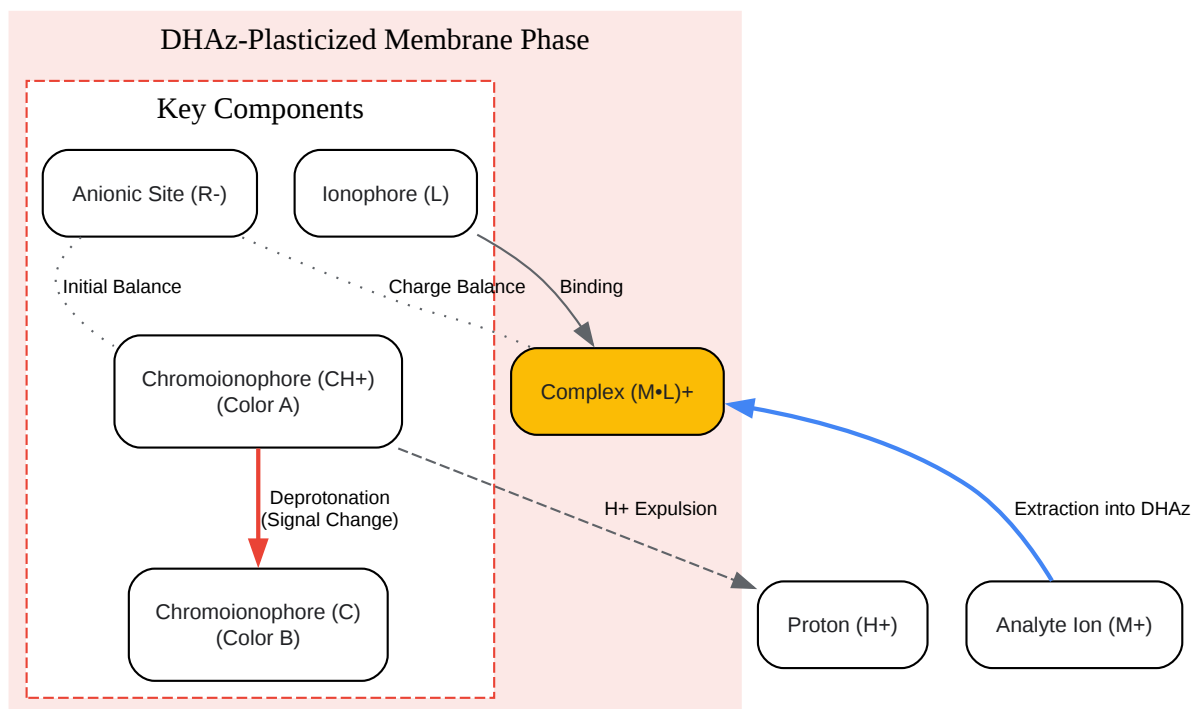 DHAz-Plasticized Membrane Phase
Key Components
Anionic Site (R-)
Ionophore (L)
Initial Balance
Charge Balance
Binding
Chromoionophore (CH+)
(Color A)
Complex (M•L)+
Deprotonation
(Signal Change)
H+ Expulsion
Extraction into DHAz
Chromoionophore (C)
(Color B)
Proton (H+)
Analyte Ion (M+)